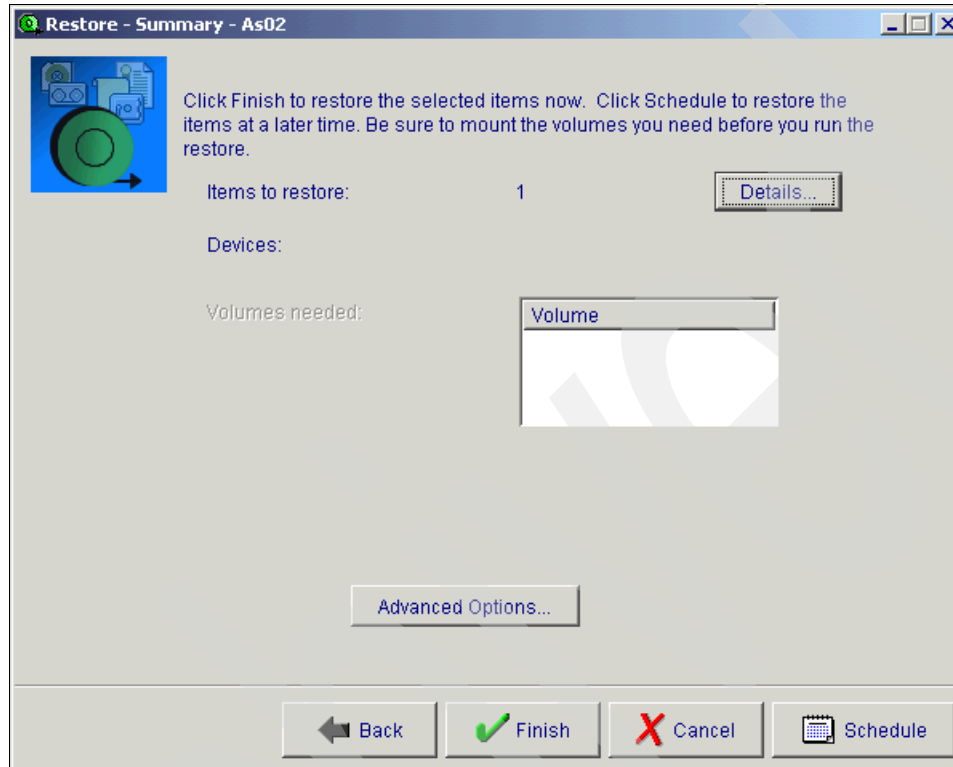 Restore - Summary - As02
Click Finish to restore the selected items now. Click Schedule to restore the
items at a later time. Be sure to mount the volumes you need before you run the
restore.
Items to restore: 1 Details...
Devices:
Volumes needed: Volume
Advanced Options...
Back Finish Cancel Schedule